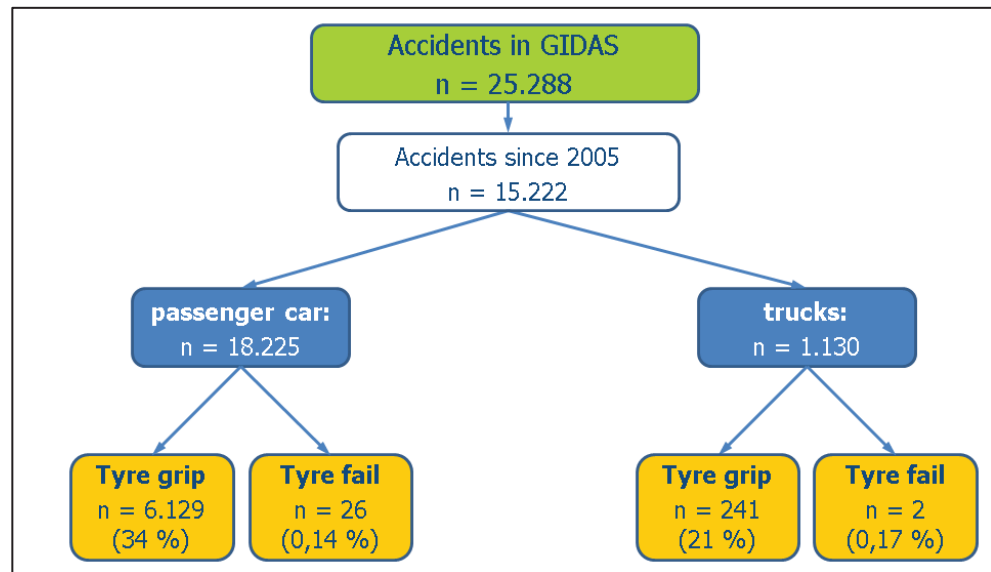 Accidents in GIDAS
n = 25.288
Accidents since 2005
n = 15.222
passenger car:
n = 18.225
trucks:
n = 1.130
Tyre grip
n = 6.129
(34 %)
Tyre fail
n = 26
(0,14 %)
Tyre grip
n = 241
(21 %)
Tyre fail
n = 2
(0,17 %)